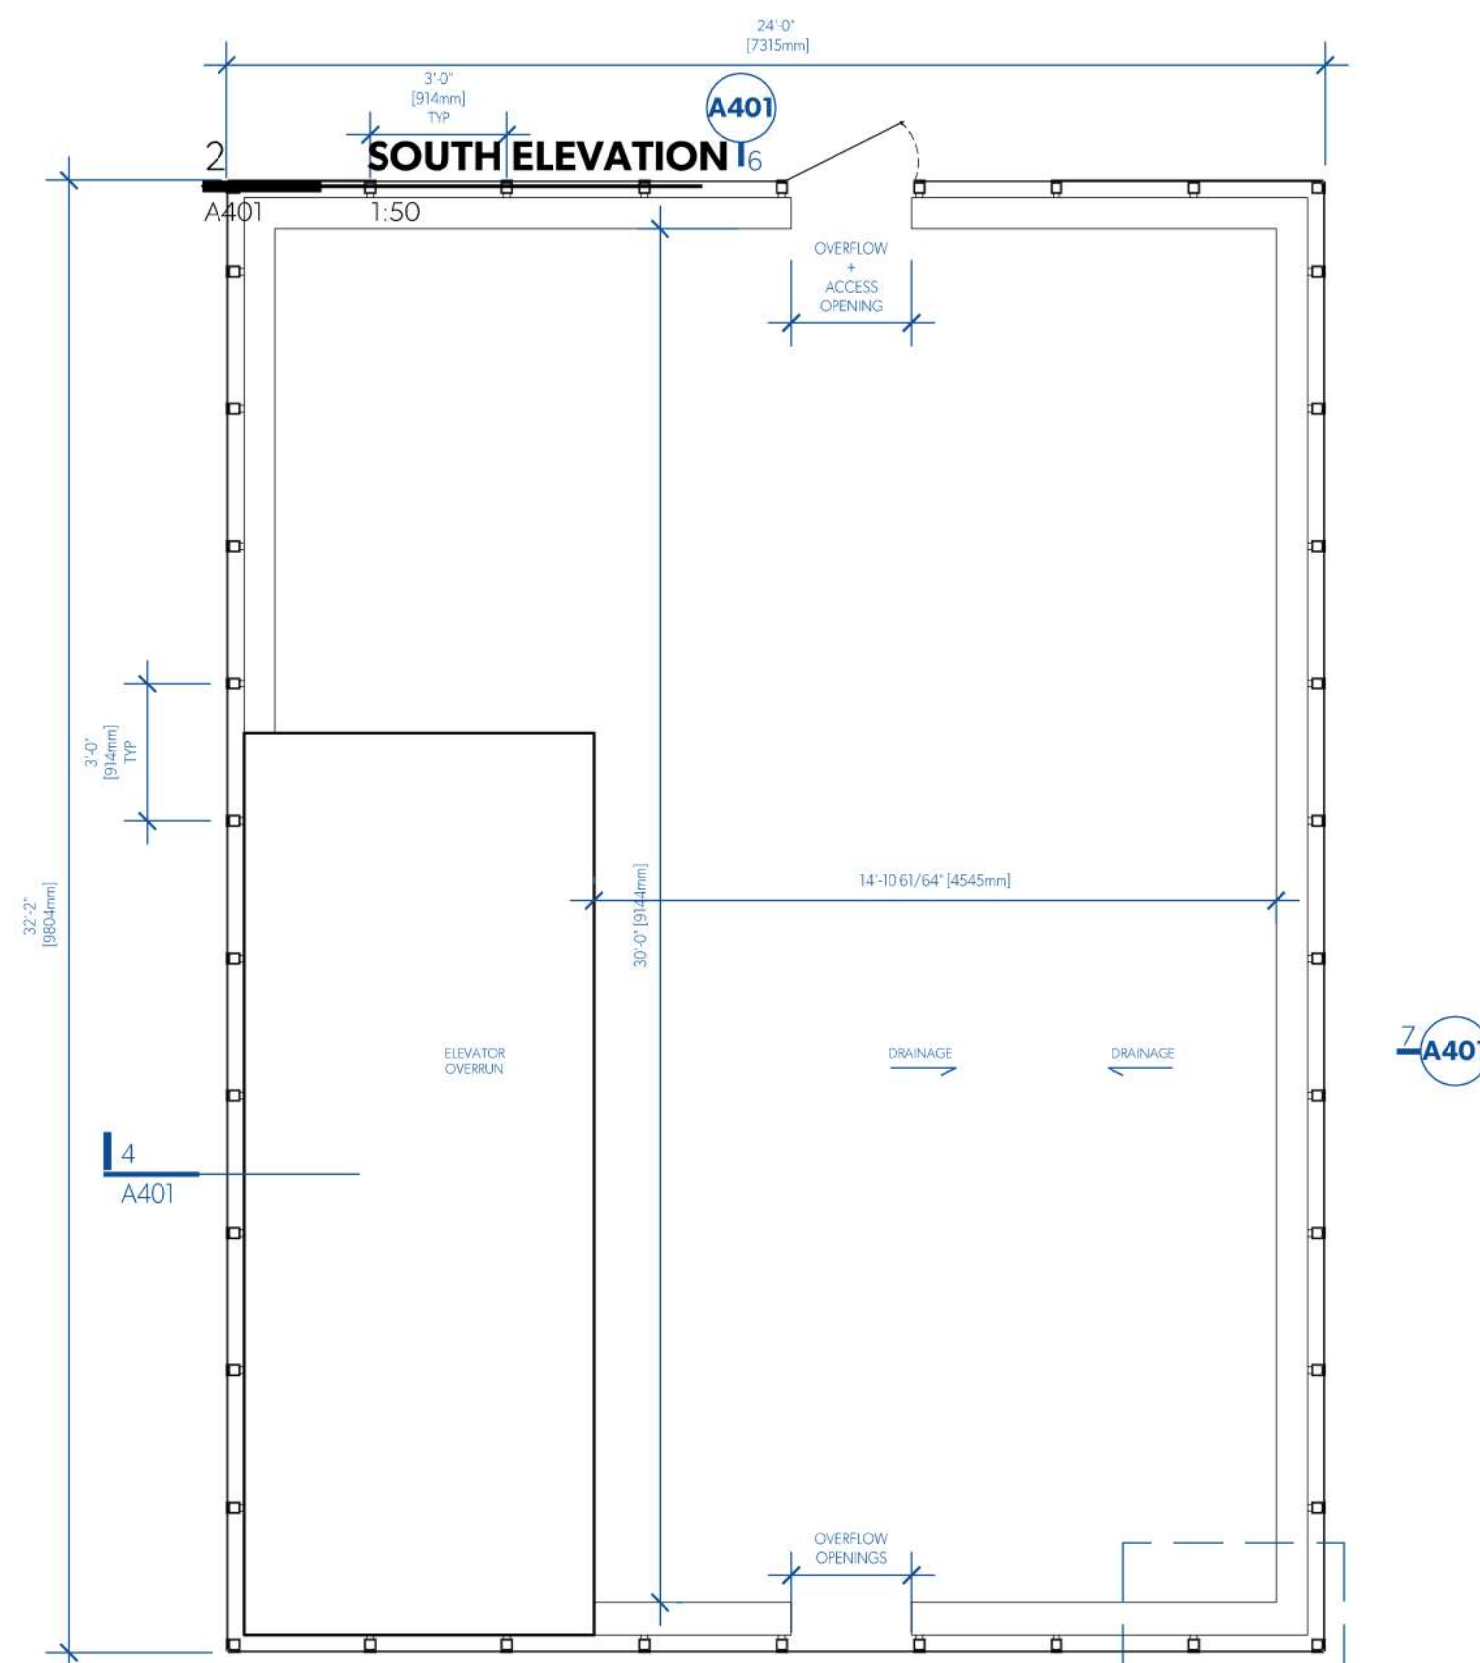 24'-0"
[7315mm]
3'-0"
[914mm]
TYP
A401
6
2
SOUTH ELEVATION
A401
1:50
OVERFLOW
+
ACCESS
OPENING
3'-0"
[914mm]
TYP
32'-2"
[9804mm]
30'-0" [9144mm]
14'-10 61/64" [4545mm]
ELEVATOR
OVERRUN
DRAINAGE
DRAINAGE
7
A401
4
A401
OVERFLOW
OPENINGS